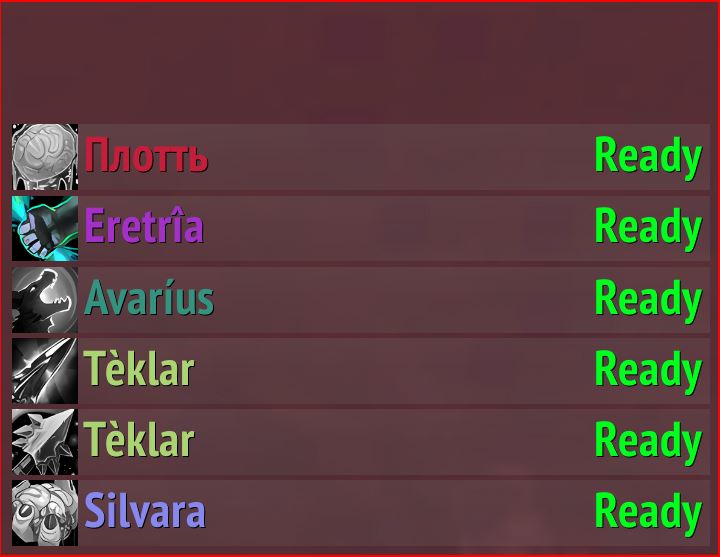 Плотть Ready
Eretrîa Ready
Avaríus Ready
Tèklar Ready
Tèklar Ready
Silvara Ready